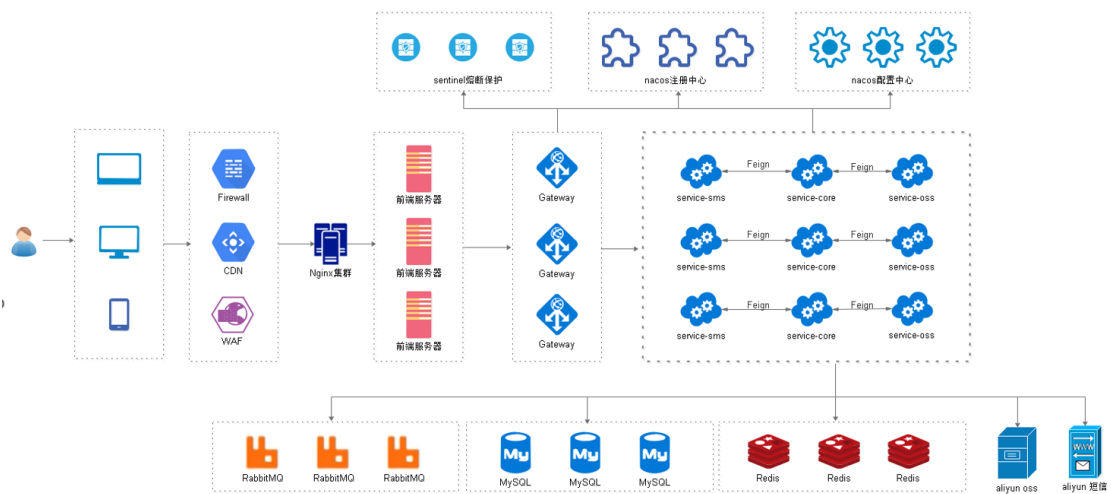 sentinel熔断保护
nacos注册中心
nacos配置中心
Firewall
CDN
WAF
Nginx集群
前端服务器
前端服务器
前端服务器
Gateway
Gateway
Gateway
service-sms Feign service-core Feign service-oss
service-sms Feign service-core Feign service-oss
service-sms Feign service-core Feign service-oss
RabbitMQ RabbitMQ RabbitMQ
My My My
MySQL MySQL MySQL
Redis Redis Redis
aliyun oss
WWW
aliyun 短信